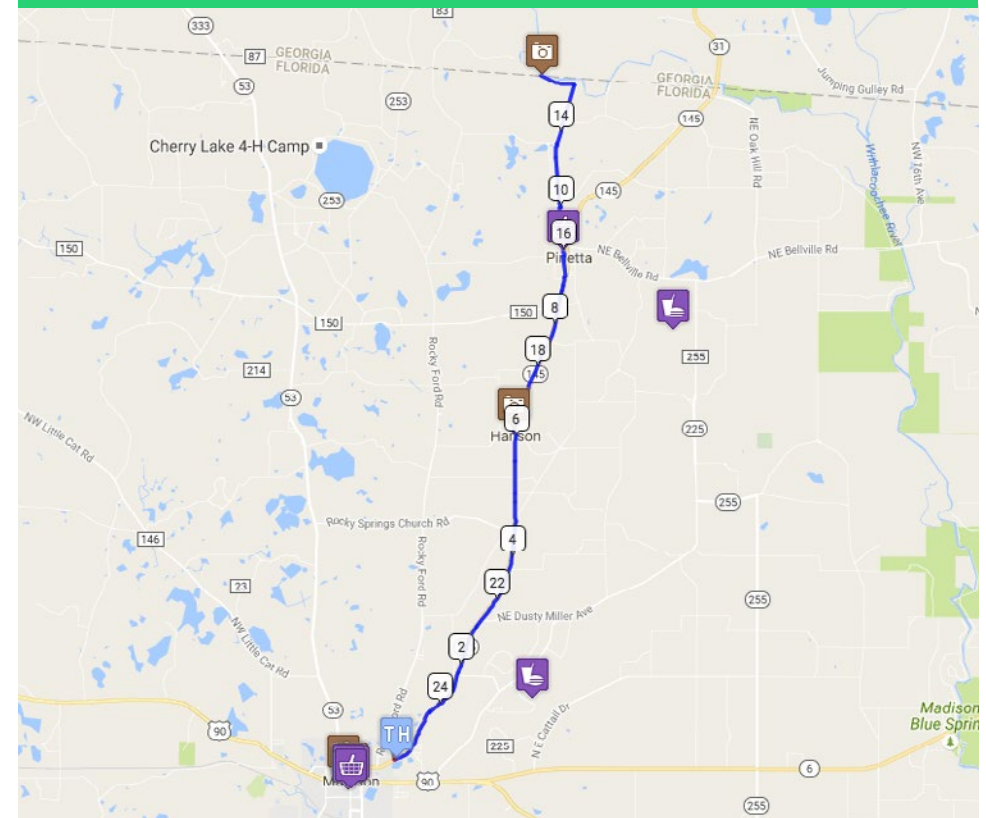 83
333
31
87
GEORGIA
FLORIDA
GEORGIA
FLORIDA
Jumping Gulley Rd
53
253
14
145
Cherry Lake 4-H Camp
NE Oak Hill Rd
Withlacoochee River
NW 16th Ave
10
145
253
16
150
Pinetta
NE Bellville Rd
NE Bellville Rd
8
150
150
18
255
Rocky Ford Rd
214
145
53
6
Hanson
225
NW Little Cat Rd
255
Rocky Springs Church Rd
4
146
Rocky Ford Rd
22
23
255
NE Dusty Miller Ave
NW Little Cat Rd
2
24
N E Cattail Dr
53
Madison
Blue Sprin
90
TH
225
6
90
255